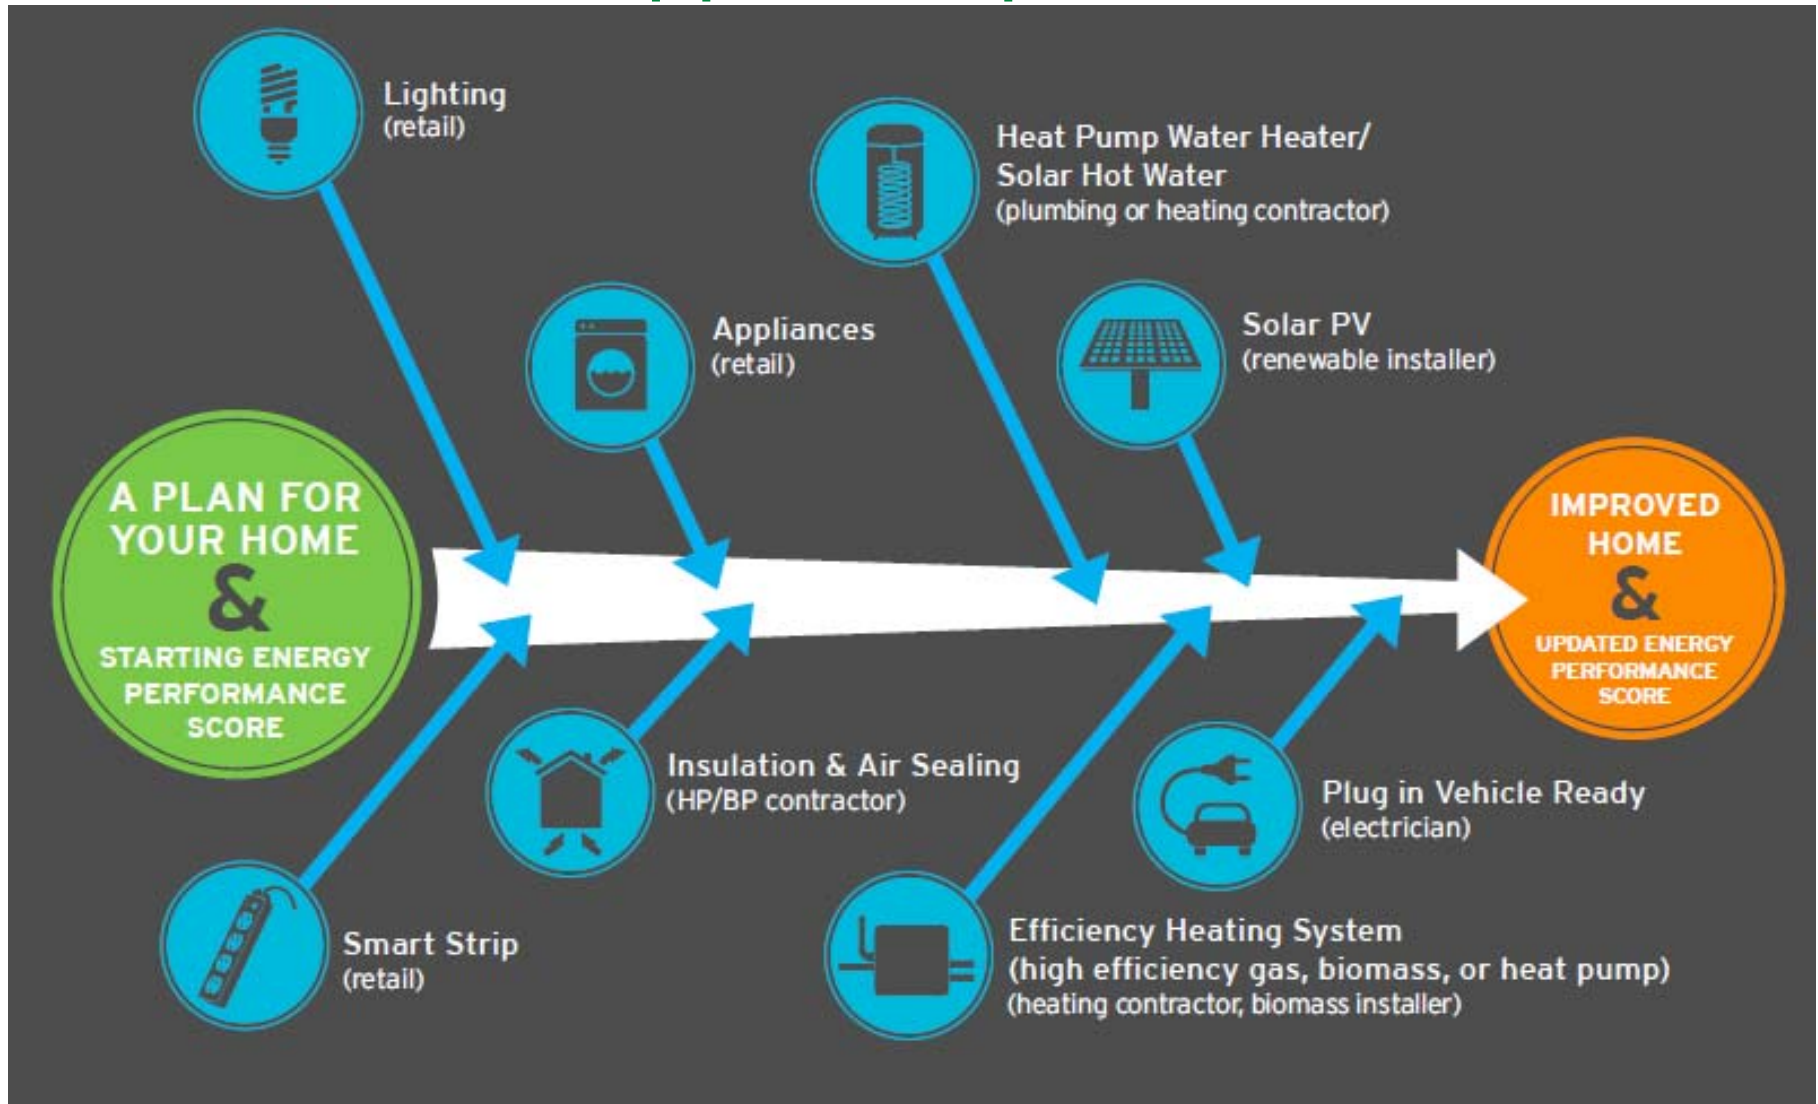 Lighting
(retail)
Heat Pump Water Heater/
Solar Hot Water
(plumbing or heating contractor)
Appliances
(retail)
Solar PV
(renewable installer)
A PLAN FOR
YOUR HOME
&
STARTING ENERGY
PERFORMANCE
SCORE
IMPROVED
HOME
&
UPDATED ENERGY
PERFORMANCE
SCORE
Insulation & Air Sealing
(HP/BP contractor)
Plug in Vehicle Ready
(electrician)
Smart Strip
(retail)
Efficiency Heating System
(high efficiency gas, biomass, or heat pump)
(heating contractor, biomass installer)